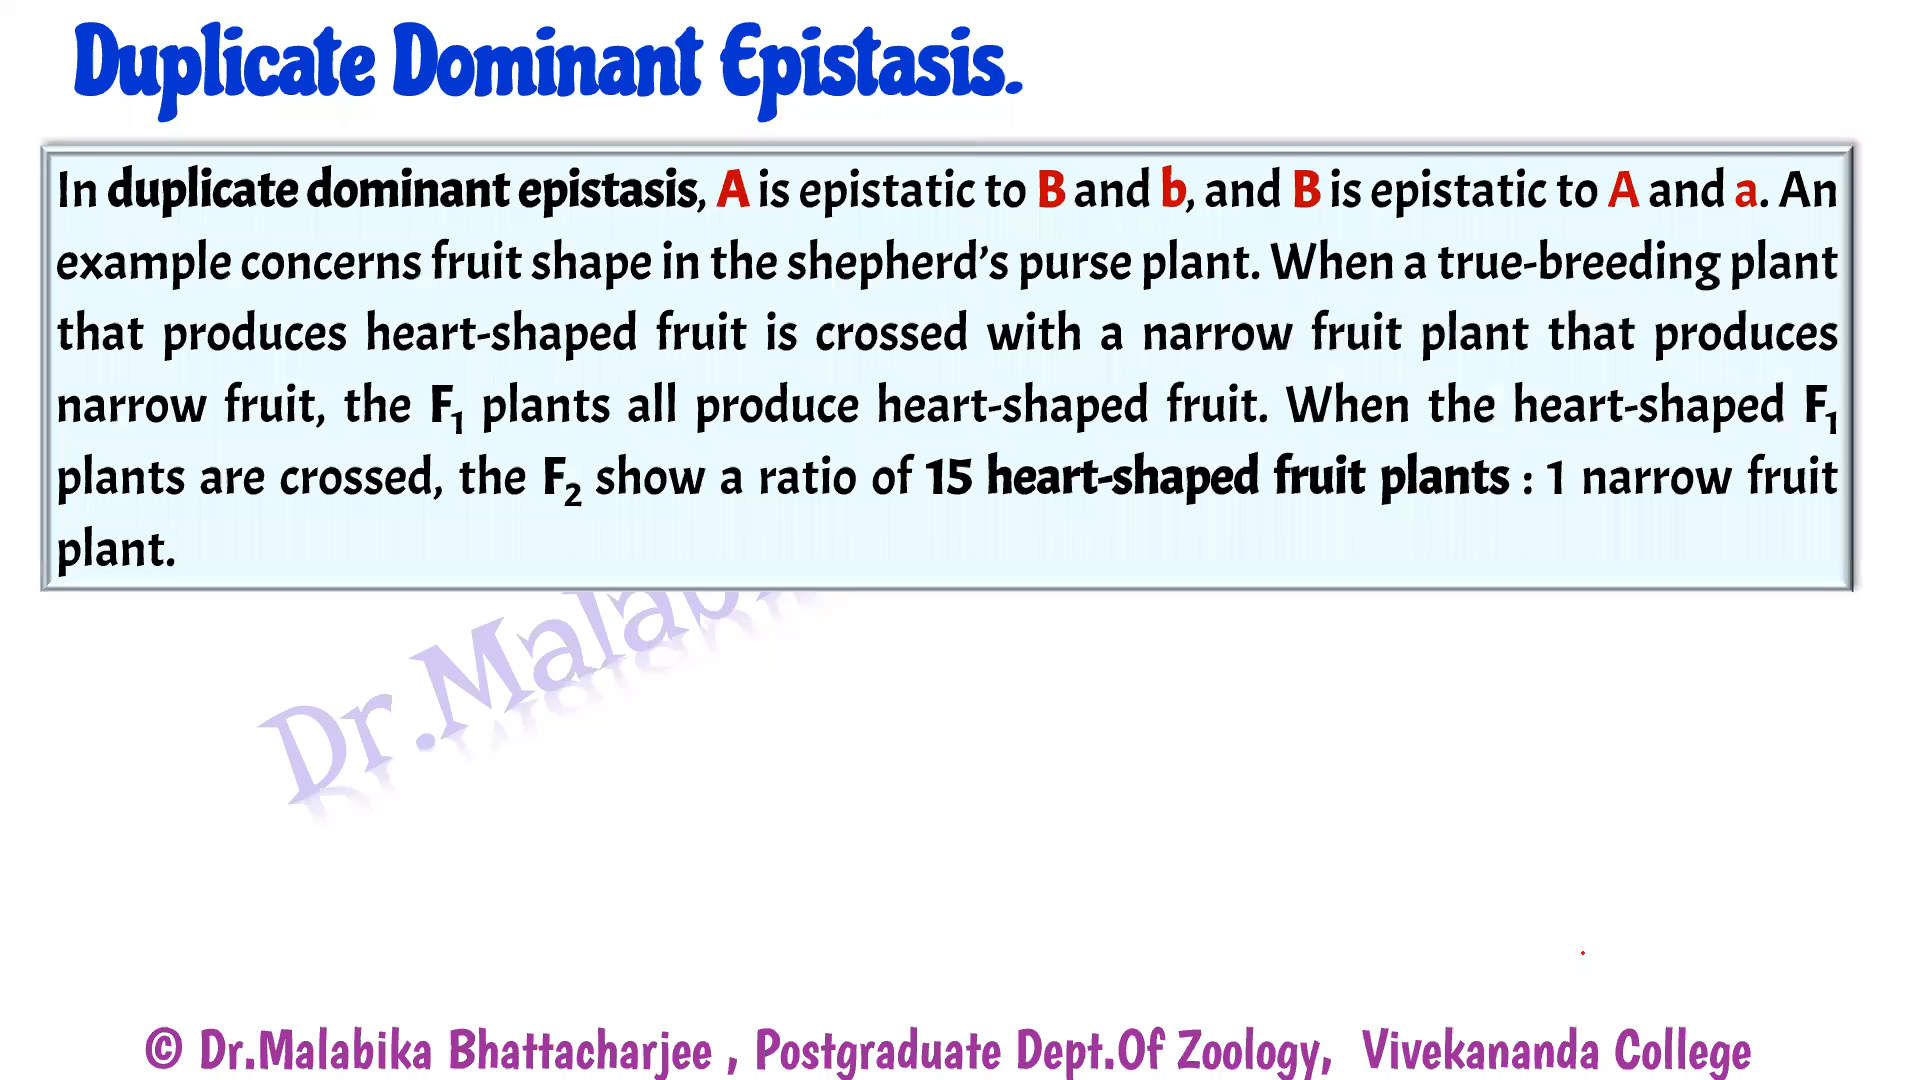 Duplicate Dominant Epistasis.
In duplicate dominant epistasis, A is epistatic to B and b, and B is epistatic to A and a. An
example concerns fruit shape in the shepherd’s purse plant. When a true-breeding plant
that produces heart-shaped fruit is crossed with a narrow fruit plant that produces
narrow fruit, the F₁ plants all produce heart-shaped fruit. When the heart-shaped F₁
plants are crossed, the F₂ show a ratio of 15 heart-shaped fruit plants : 1 narrow fruit
plant.
Dr.Malab
© Dr.Malabika Bhattacharjee , Postgraduate Dept.Of Zoology, Vivekananda College